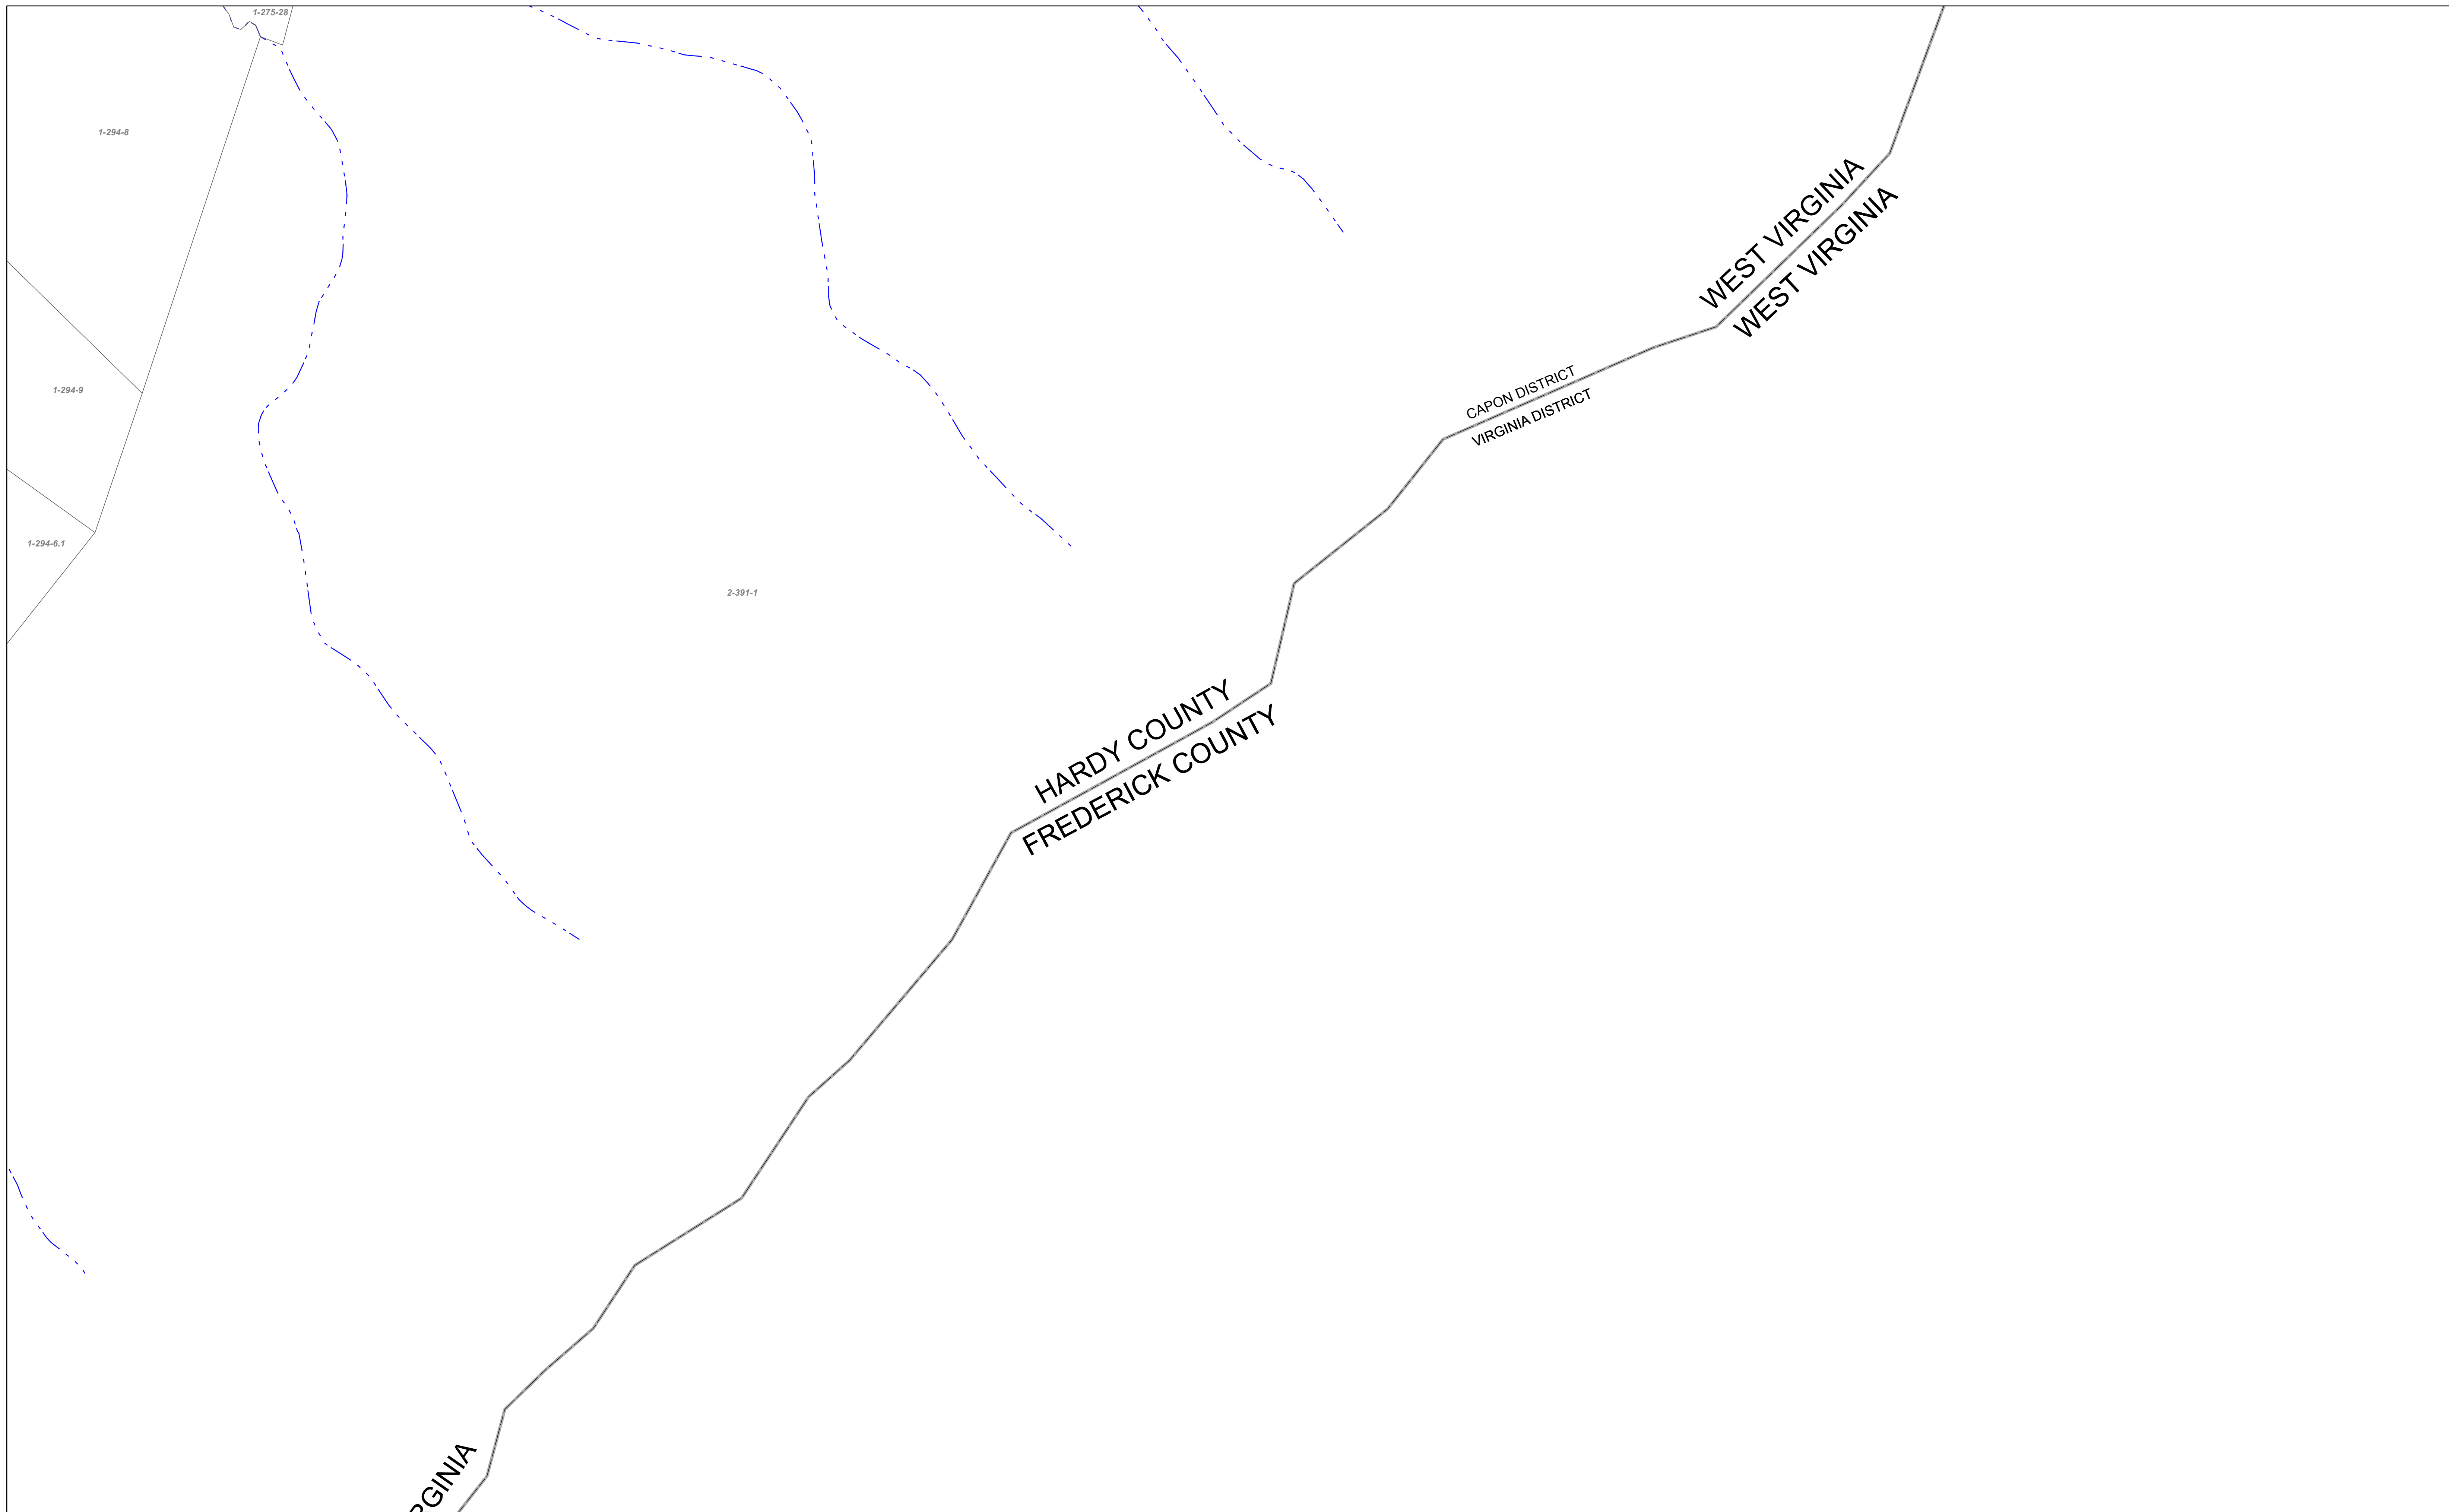 1-275-28
1-294-8
WEST VIRGINIA
WEST VIRGINIA
CAPON DISTRICT
VIRGINIA DISTRICT
1-294-9
1-294-6.1
2-391-1
HARDY COUNTY
FREDERICK COUNTY
RGINIA